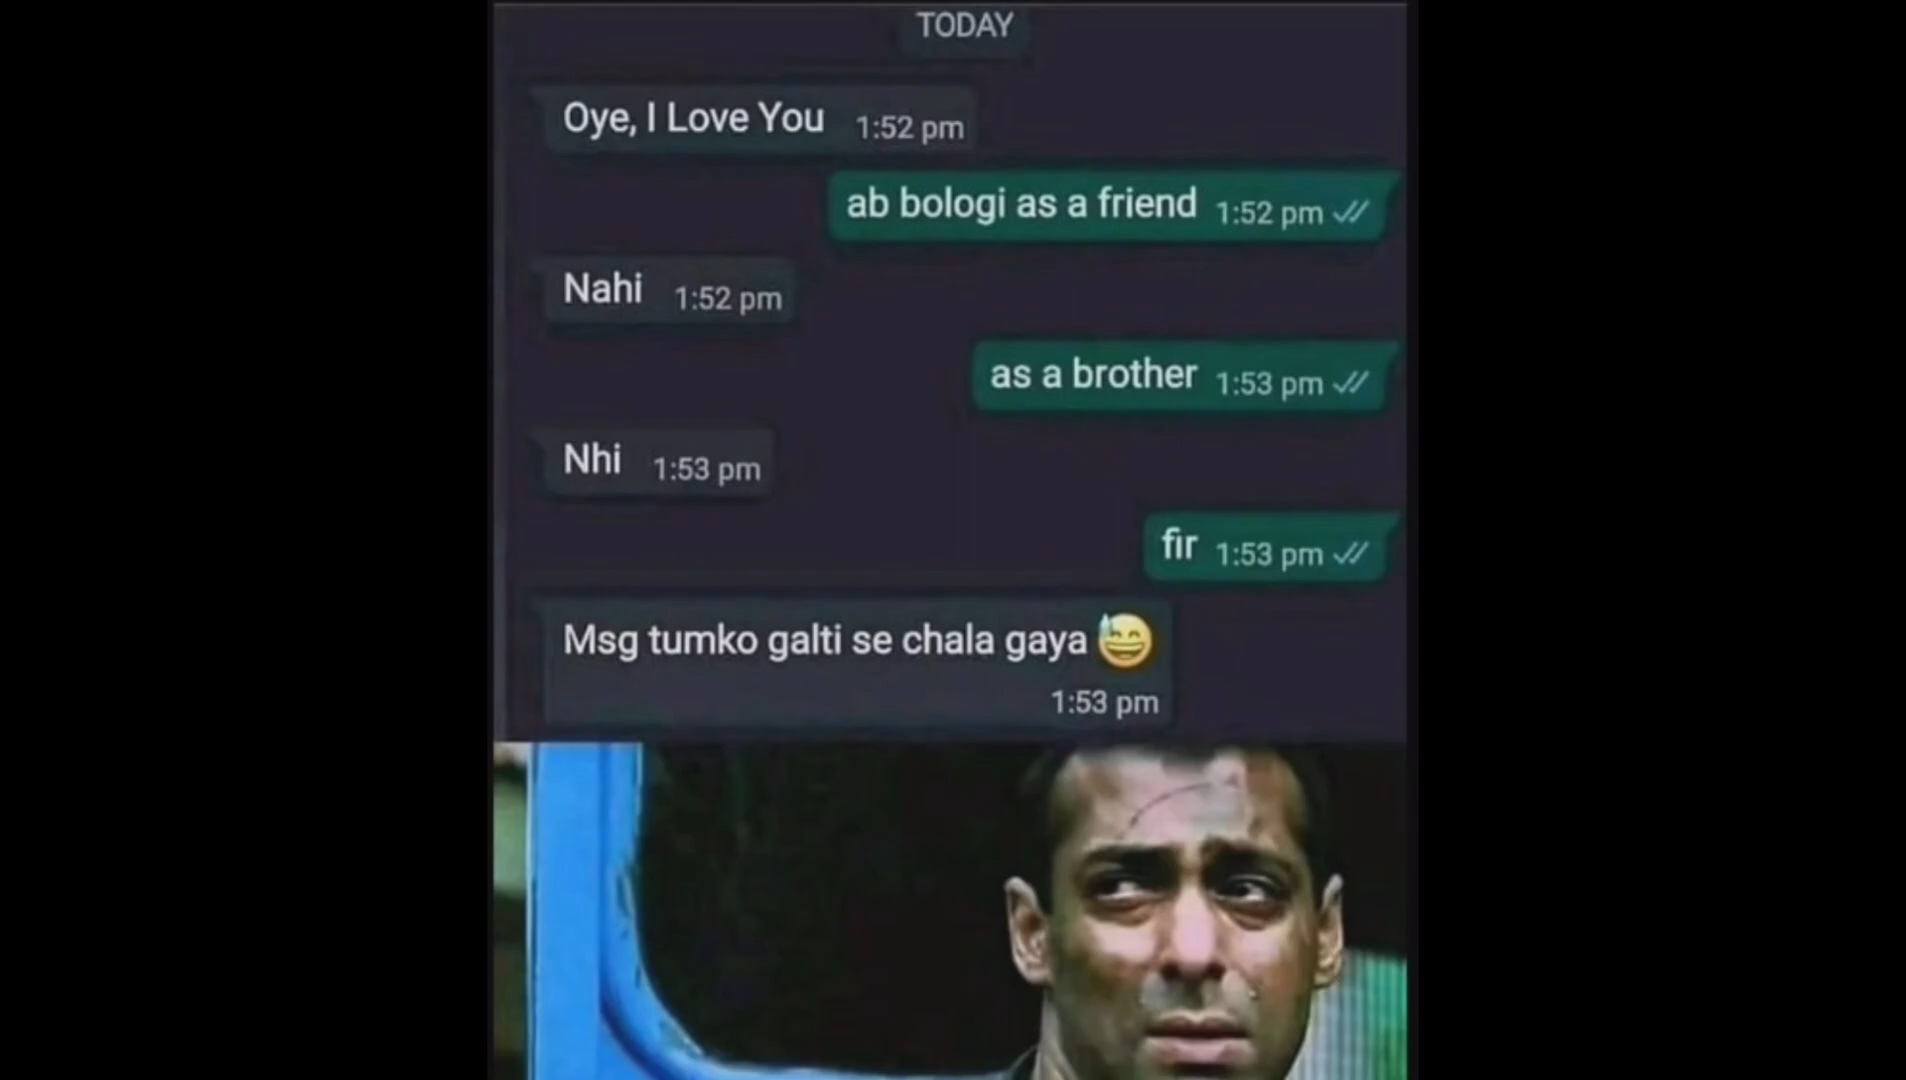 TODAY
Oye, I Love You 1:52 pm
ab bologi as a friend 1:52 pm
Nahi 1:52 pm
as a brother 1:53 pm
Nhi 1:53 pm
fir 1:53 pm
Msg tumko galti se chala gaya 😅
1:53 pm